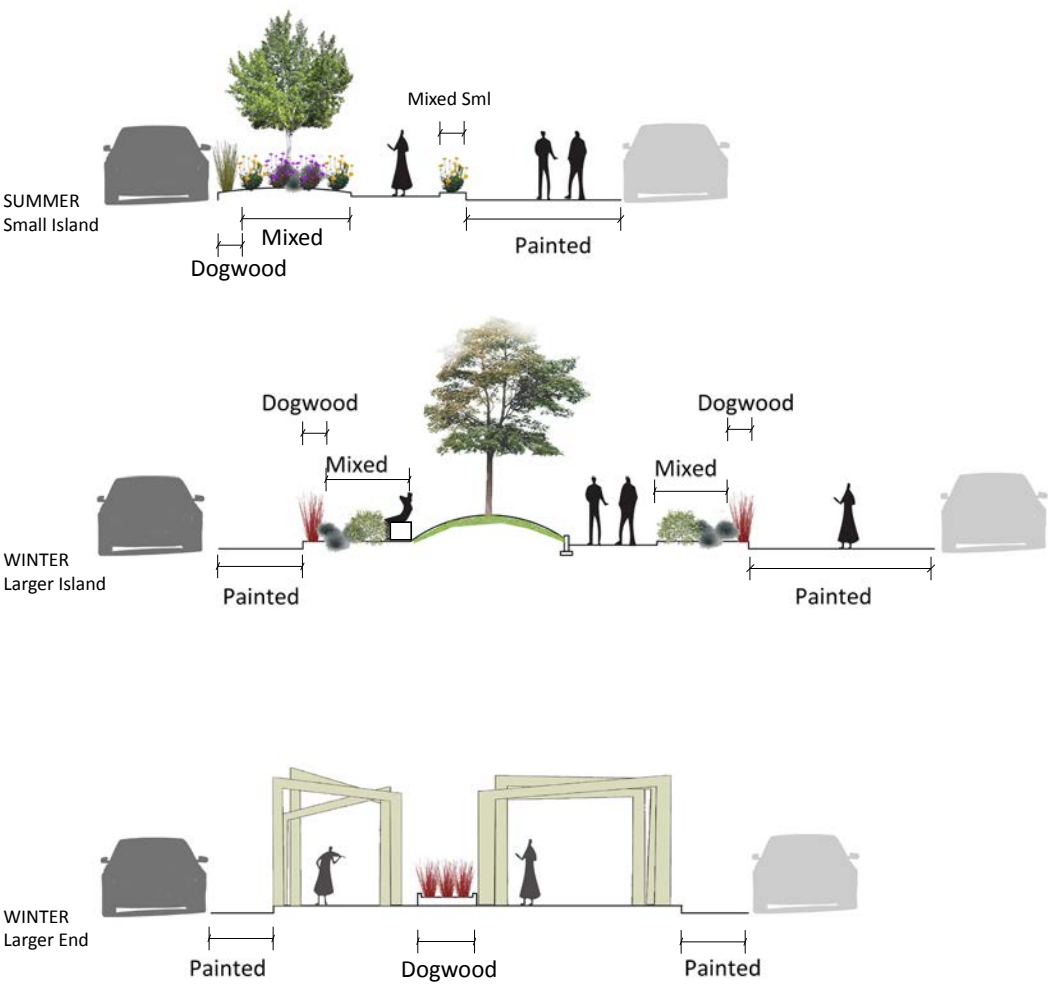 Mixed Sml
SUMMER
Small Island
Mixed
Painted
Dogwood
Dogwood
Dogwood
Mixed
Mixed
WINTER
Larger Island
Painted
Painted
WINTER
Larger End
Painted
Dogwood
Painted